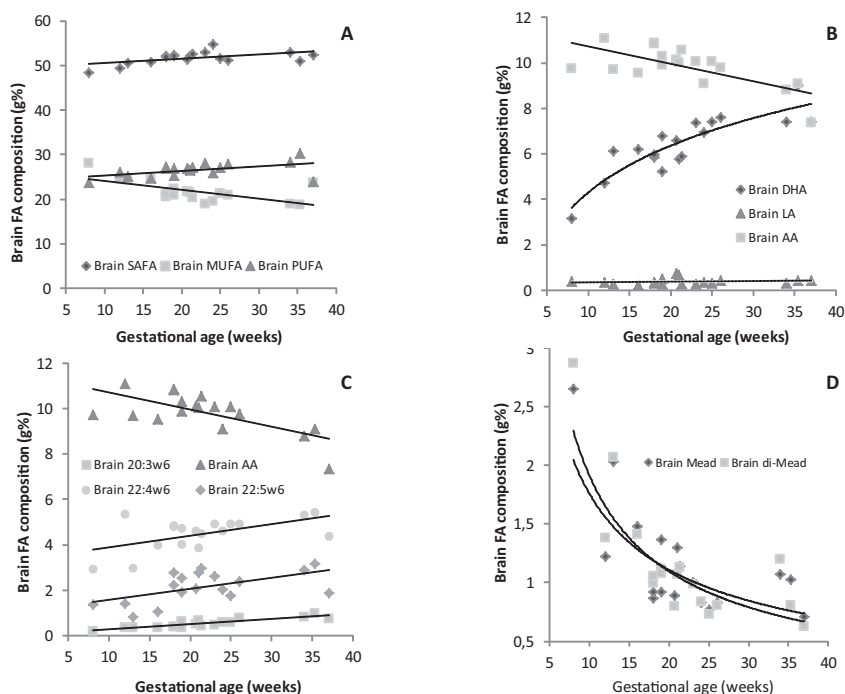 A
Brain FA composition (g%)
60
50
40
30
20
10
0
Brain SAFA Brain MUFA Brain PUFA
5 10 15 20 25 30 35 40
Gestational age (weeks)
B
Brain FA composition (g%)
12
10
8
6
4
2
0
Brain DHA
Brain LA
Brain AA
5 10 15 20 25 30 35 40
Gestational age (weeks)
C
Brain FA composition (g%)
12
10
8
6
4
2
0
Brain 20:3w6 Brain AA
Brain 22:4w6 Brain 22:5w6
5 10 15 20 25 30 35 40
Gestational age (weeks)
D
Brain FA composition (g%)
3
2,5
2
1,5
1
0,5
Brain Mead Brain di-Mead
5 10 15 20 25 30 35 40
Gestational age (weeks)